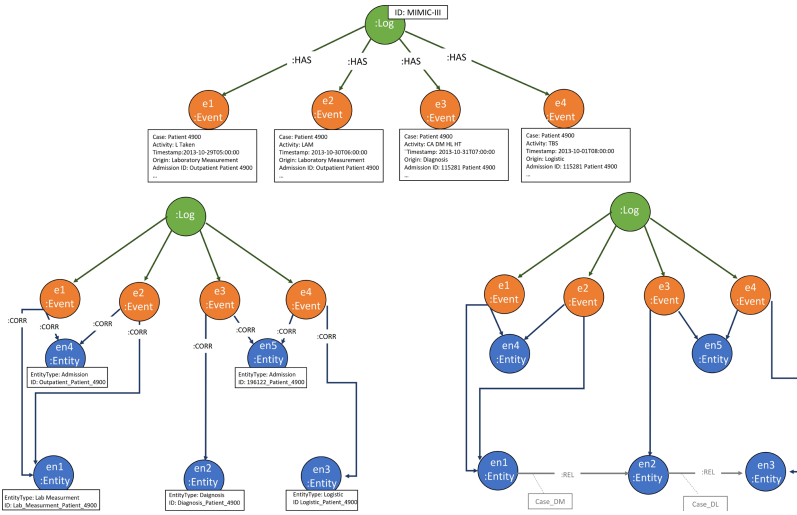 ID: MIMIC-III
:Log
:HAS
:HAS
:HAS
:HAS
e1
:Event
e2
:Event
e3
:Event
e4
:Event
Case: Patient 4900
Activity: L Taken
Timestamp:2013-10-29T05:00:00
Origin: Laboratory Measurement
Admission ID: Outpatient Patient 4900
...
Case: Patient 4900
Activity: LAM
Timestamp:2013-10-30T06:00:00
Origin: Laboratory Measurement
Admission ID: Outpatient Patient 4900
...
Case: Patient 4900
Activity: CA DM HL HT
`Timestamp:2013-10-31T07:00:00
Origin: Diagnosis
Admission ID: 115281 Patient 4900
...
Case: Patient 4900
Activity: TBS
Timestamp:2013-10-01T08:00:00
Origin: Logistic
Admission ID: 115281 Patient 4900
...
:Log
e1
:Event
e2
:Event
e3
:Event
e4
:Event
:CORR
:CORR
:CORR
:CORR
:CORR
:CORR
:CORR
:CORR
en4
:Entity
en5
:Entity
EntityType: Admission
ID: Outpatient_Patient_4900
EntityType: Admission
ID: 196122_Patient_4900
en1
:Entity
en2
:Entity
en3
:Entity
EntityType: Lab Measurment
ID: Lab_Measurment_Patient_4900
EntityType: Daignosis
ID: Diagnosis_Patient_4900
EntityType: Logistic
ID Logistic_Patient_4900
:Log
e1
:Event
e2
:Event
e3
:Event
e4
:Event
en4
:Entity
en5
:Entity
en1
:Entity
:REL
en2
:Entity
:REL
en3
:Entity
Case_DM
Case_DL